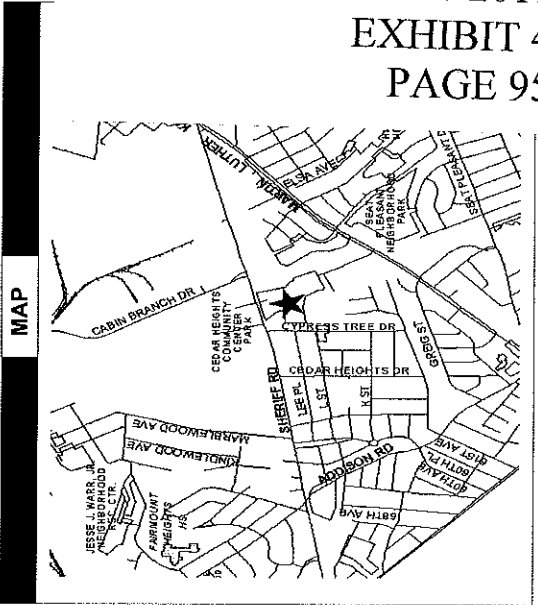 EXHIBIT 4
PAGE 95
MAP
MARTIN LUTHER K
ELSA AVE
SEAT
PLEASANT
NEIGHBORHOOD
PARK
SEAT PLEASANT D
CABIN BRANCH DR
CEDAR HEIGHTS
COMMUNITY
CENTER
PARK
CYPRESS TREE DR
GREIG ST
SHERIFF RD
CEDAR HEIGHTS DR
LEE PL
L ST
K ST
MARBLEWOOD AVE
KINDLEWOOD AVE
ADDISON RD
61ST AVE
60TH PL
60TH AVE
JESSE J. WARR, JR.
NEIGHBORHOOD
REC. CTR.
FAIRMOUNT
HEIGHTS
HS